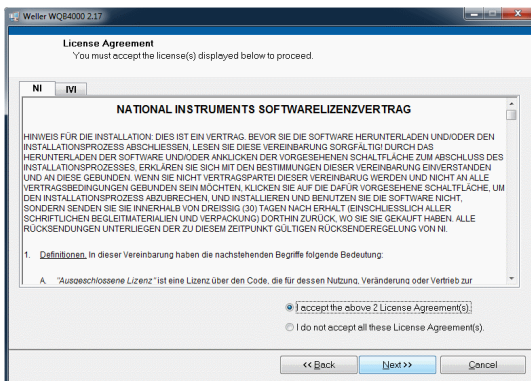 Weller WQB4000 2.17
License Agreement
You must accept the license(s) displayed below to proceed.
NI IVI
NATIONAL INSTRUMENTS SOFTWARELIZENZVERTRAG
HINWEIS FÜR DIE INSTALLATION: DIES IST EIN VERTRAG. BEVOR SIE DIE SOFTWARE HERUNTERLADEN UND/ODER DEN
INSTALLATIONSPROZESS ABSCHLIESSEN, LESEN SIE DIESE VEREINBARUNG SORGFÄLTIG! DURCH DAS
HERUNTERLADEN DER SOFTWARE UND/ODER ANKLICKEN DER VORGESEHENEN SCHALTFLÄCHE ZUM ABSCHLUSS DES
INSTALLATIONSPROZESSES, ERKLÄREN SIE SICH MIT DEN BESTIMMUNGEN DIESER VEREINBARUNG EINVERSTANDEN
UND AN DIESE GEBUNDEN. WENN SIE NICHT VERTRAGSPARTEI DIESER VEREINBARUG WERDEN UND NICHT AN ALLE
VERTRAGSBEDINGUNGEN GEBUNDEN SEIN MÖCHTEN, KLICKEN SIE AUF DIE DAFÜR VORGESEHENE SCHALTFLÄCHE, UM
DEN INSTALLATIONSPROZESS ABZUBRECHEN, UND INSTALLIEREN UND BENUTZEN SIE DIE SOFTWARE NICHT,
SONDERN SENDEN SIE SIE INNERHALB VON DREISSIG (30) TAGEN NACH ERHALT (EINSCHLIESSLICH ALLER
SCHRIFTLICHEN BEGLEITMATERIALIEN UND VERPACKUNG) DORTHIN ZURÜCK, WO SIE SIE GEKAUFT HABEN. ALLE
RÜCKSENDUNGEN UNTERLIEGEN DER ZU DIESEM ZEITPUNKT GÜLTIGEN RÜCKSENDEREGELUNG VON NI.
1. Definitionen. In dieser Vereinbarung haben die nachstehenden Begriffe folgende Bedeutung:
A. "Ausgeschlossene Lizenz" ist eine Lizenz über den Code, die für dessen Nutzung, Veränderung oder Vertrieb zur
I accept the above 2 License Agreement(s).
I do not accept all these License Agreement(s).
<< Back Next >> Cancel